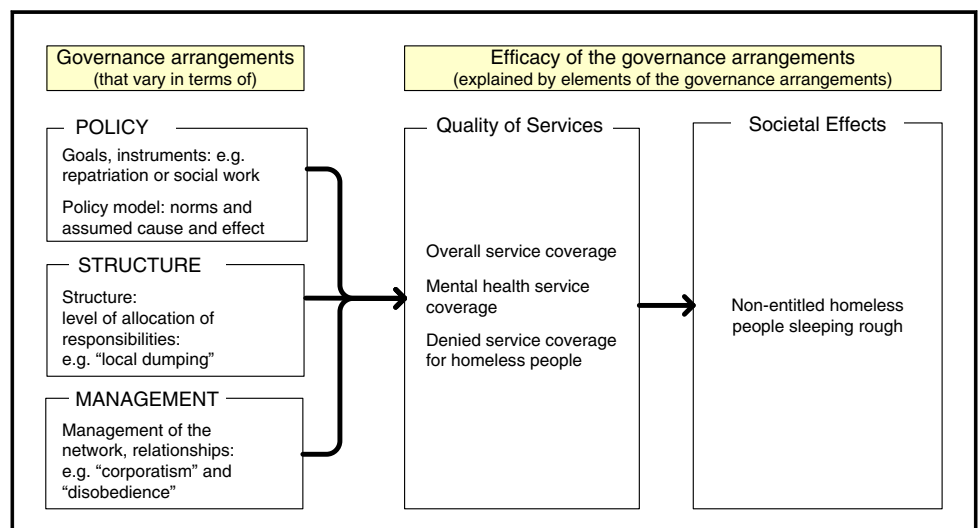 Governance arrangements
(that vary in terms of)
Efficacy of the governance arrangements
(explained by elements of the governance arrangements)
POLICY
Goals, instruments: e.g.
repatriation or social work
Policy model: norms and
assumed cause and effect
STRUCTURE
Structure:
level of allocation of
responsibilities:
e.g. “local dumping”
MANAGEMENT
Management of the
network, relationships:
e.g. “corporatism” and
“disobedience”
Quality of Services
Overall service coverage
Mental health service
coverage
Denied service coverage
for homeless people
Societal Effects
Non-entitled homeless
people sleeping rough